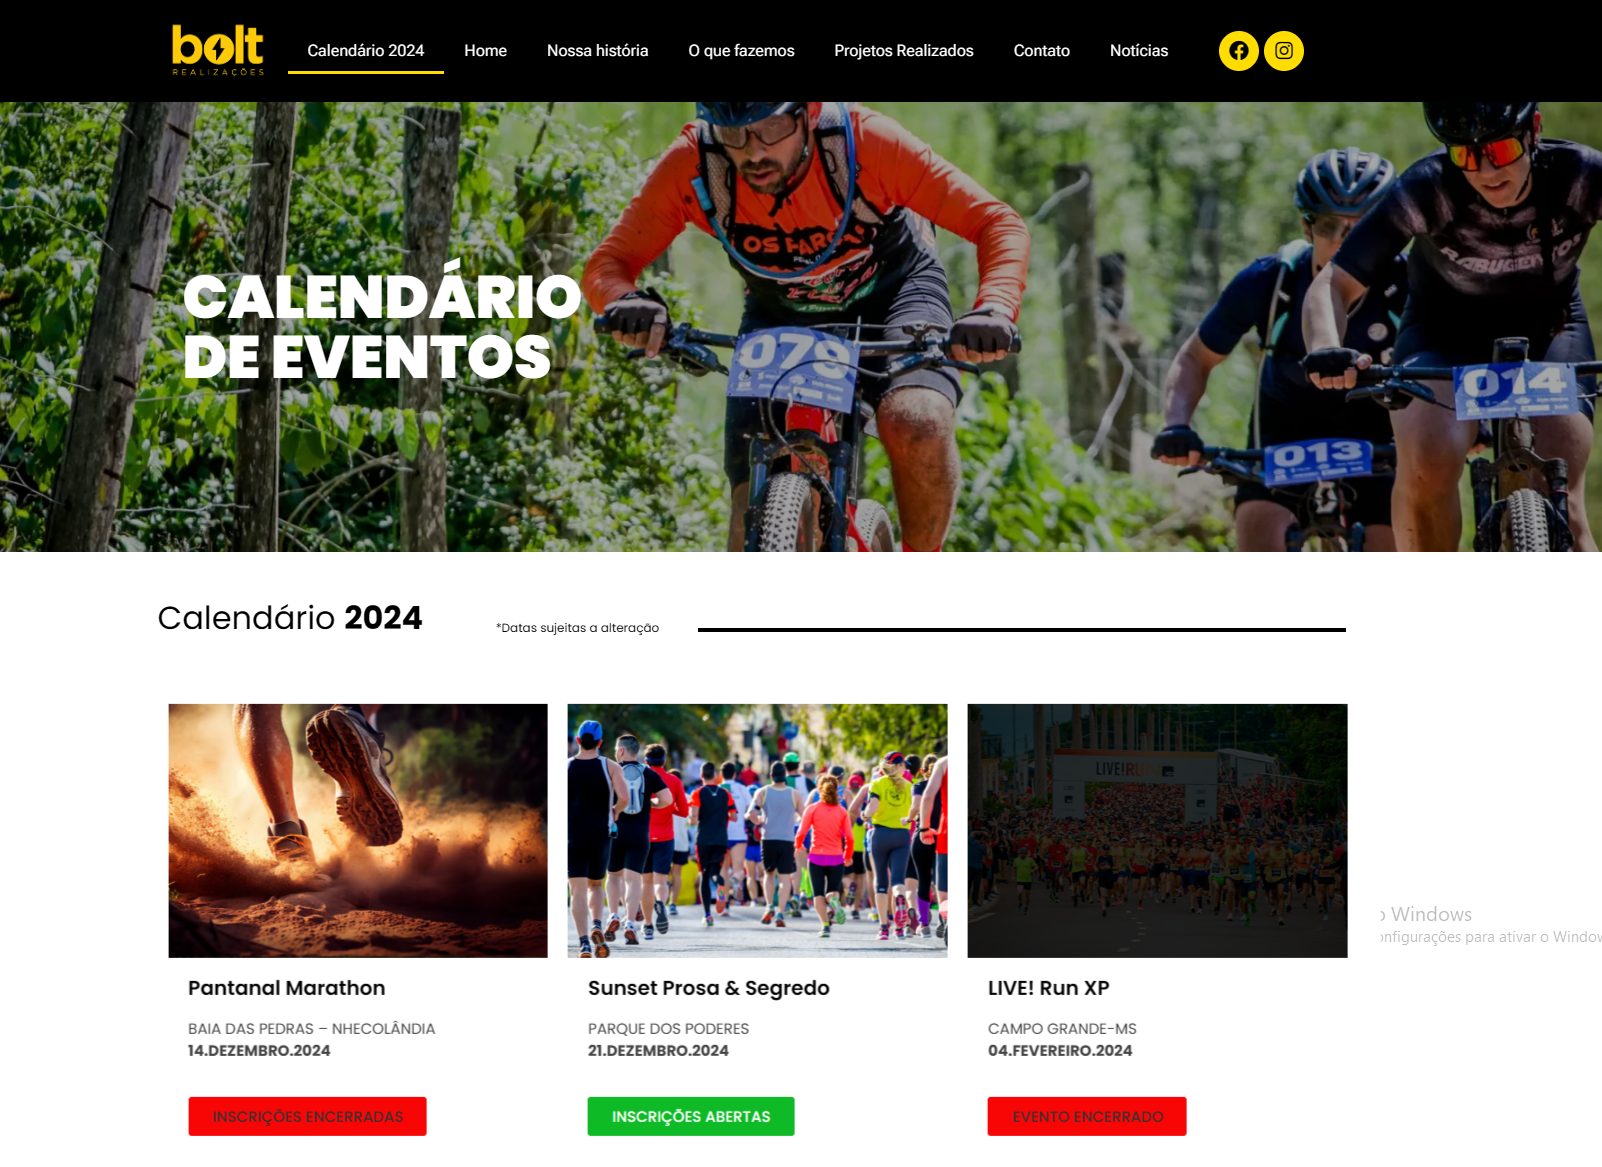 bolt
REALIZAÇÕES
Calendário 2024
Home
Nossa história
O que fazemos
Projetos Realizados
Contato
Notícias
CALENDÁRIO
DE EVENTOS
OS
079
013
014
Calendário 2024
*Datas sujeitas a alteração
LIVE!RUN
Pantanal Marathon
BAIA DAS PEDRAS – NHECOLÂNDIA
14.DEZEMBRO.2024
INSCRIÇÕES ENCERRADAS
Sunset Prosa & Segredo
PARQUE DOS PODERES
21.DEZEMBRO.2024
INSCRIÇÕES ABERTAS
LIVE! Run XP
CAMPO GRANDE-MS
04.FEVEREIRO.2024
EVENTO ENCERRADO
Windows
onfigurações para ativar o Window